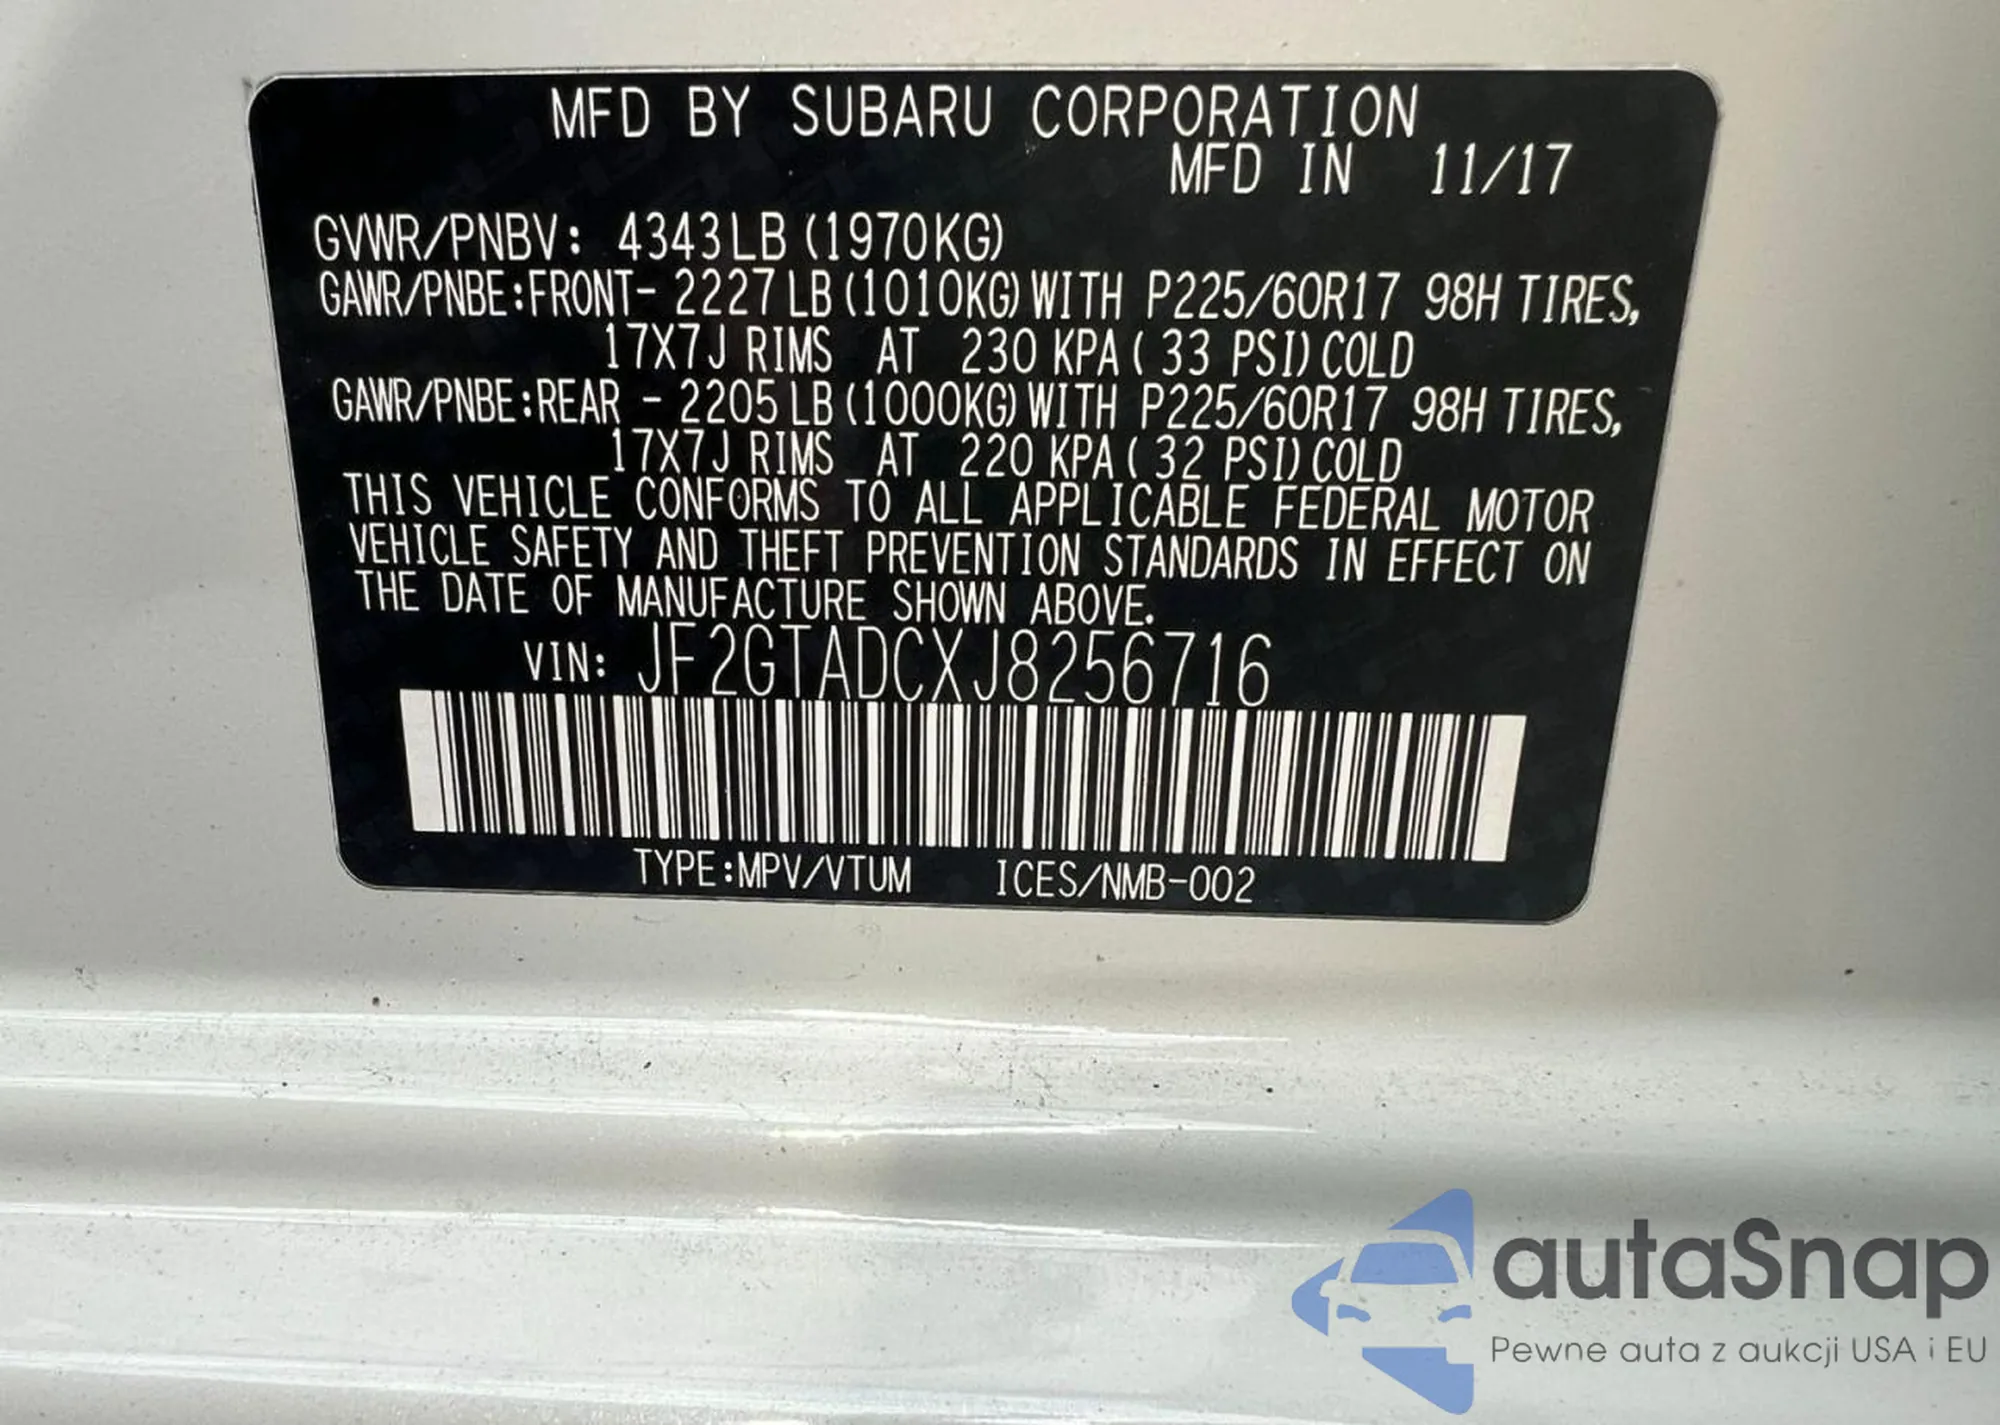 MFD BY SUBARU CORPORATION
MFD IN 11/17
GVWR/PNBV: 4343LB (1970KG)
GAWR/PNBE:FRONT- 2227LB (1010KG) WITH P225/60R17 98H TIRES,
17X7J RIMS AT 230 KPA ( 33 PSI) COLD
GAWR/PNBE:REAR - 2205LB (1000KG) WITH P225/60R17 98H TIRES,
17X7J RIMS AT 220 KPA ( 32 PSI) COLD
THIS VEHICLE CONFORMS TO ALL APPLICABLE FEDERAL MOTOR
VEHICLE SAFETY AND THEFT PREVENTION STANDARDS IN EFFECT ON
THE DATE OF MANUFACTURE SHOWN ABOVE.
VIN: JF2GTADCXJ8256716
TYPE:MPV/VTUM ICES/NMB-002
autaSnap
Pewne auta z aukcji USA i EU